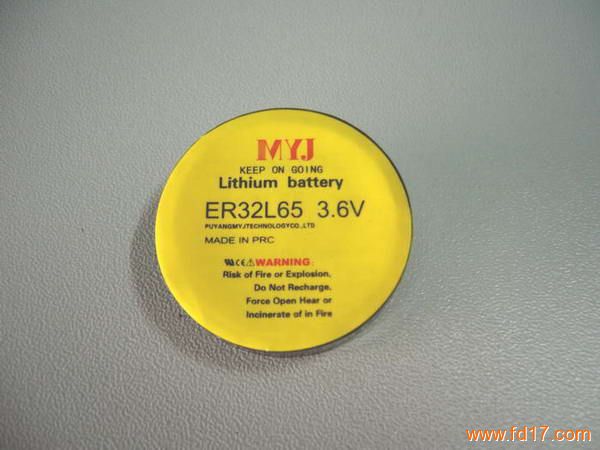 MYJ
KEEP ON GOING
Lithium battery
ER32L65 3.6V
PUYANGMYJTECHNOLOGYCO.,LTD
MADE IN PRC
CE⚠WARNING:
Risk of Fire or Explosion.
Do Not Recharge.
Force Open Hear or
Incinerate of in Fire
www.fd17.com